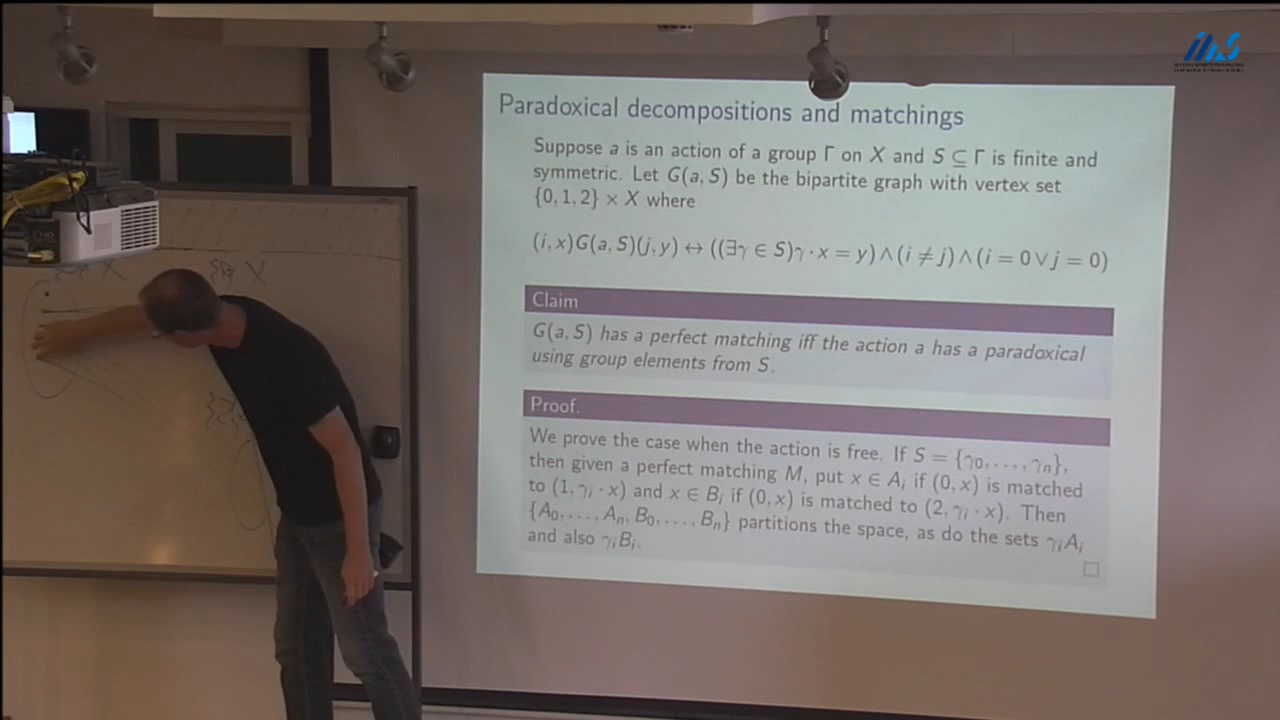 Paradoxical decompositions and matchings
Suppose a is an action of a group Γ on X and S ⊆ Γ is finite and
symmetric. Let G(a, S) be the bipartite graph with vertex set
{0, 1, 2} × X where
(i, x)G(a, S)(j, y) ↔ ((∃γ ∈ S)γ · x = y)∧(i ≠ j)∧(i = 0∨j = 0)
Claim
G(a, S) has a perfect matching iff the action a has a paradoxical
using group elements from S.
Proof.
We prove the case when the action is free. If S = {γ₀, . . . , γₙ},
then given a perfect matching M, put x ∈ Aᵢ if (0, x) is matched
to (1, γᵢ · x) and x ∈ Bᵢ if (0, x) is matched to (2, γᵢ · x). Then
{A₀, . . . , Aₙ, B₀, . . . , Bₙ} partitions the space, as do the sets γᵢAᵢ
and also γᵢBᵢ.
□
X
X